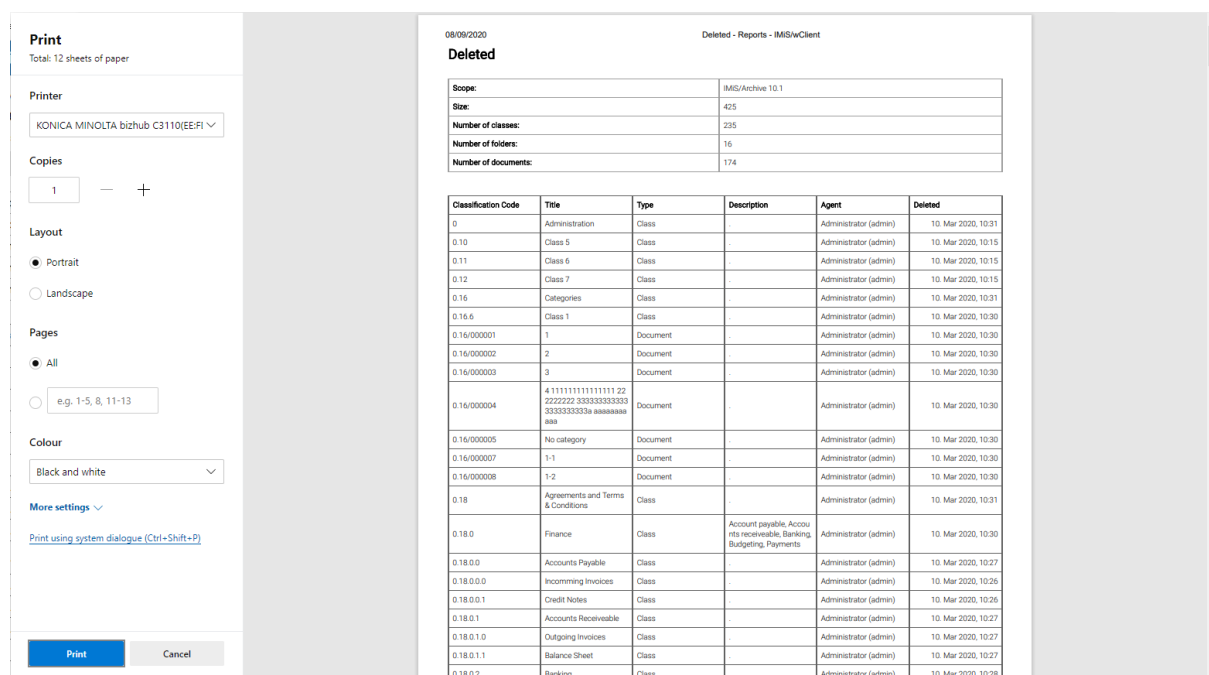 Print
Total: 12 sheets of paper
Printer
KONICA MINOLTA bizhub C3110(EE:FI
Copies
1
Layout
Portrait
Landscape
Pages
All
e.g. 1-5, 8, 11-13
Colour
Black and white
More settings
Print using system dialogue (Ctrl+Shift+P)
Print Cancel
08/09/2020 Deleted - Reports - IMiS/wClient
Deleted
Scope: IMiS/Archive 10.1
Size: 425
Number of classes: 235
Number of folders: 16
Number of documents: 174
Classification Code Title Type Description Agent Deleted
0 Administration Class . Administrator (admin) 10. Mar 2020, 10:31
0.10 Class 5 Class . Administrator (admin) 10. Mar 2020, 10:15
0.11 Class 6 Class . Administrator (admin) 10. Mar 2020, 10:15
0.12 Class 7 Class . Administrator (admin) 10. Mar 2020, 10:15
0.16 Categories Class . Administrator (admin) 10. Mar 2020, 10:31
0.16.6 Class 1 Class . Administrator (admin) 10. Mar 2020, 10:30
0.16/000001 1 Document . Administrator (admin) 10. Mar 2020, 10:30
0.16/000002 2 Document . Administrator (admin) 10. Mar 2020, 10:30
0.16/000003 3 Document . Administrator (admin) 10. Mar 2020, 10:30
4 111111111111111 22
2222222 333333333333
3333333333a aaaaaaaa
aaa
0.16/000004 Document . Administrator (admin) 10. Mar 2020, 10:30
0.16/000005 No category Document . Administrator (admin) 10. Mar 2020, 10:30
0.16/000007 1-1 Document . Administrator (admin) 10. Mar 2020, 10:30
0.16/000008 1-2 Document . Administrator (admin) 10. Mar 2020, 10:30
0.18 Agreements and Terms
& Conditions Class . Administrator (admin) 10. Mar 2020, 10:31
0.18.0 Finance Class Account payable, Accou
nts receiveable, Banking,
Budgeting, Payments Administrator (admin) 10. Mar 2020, 10:30
0.18.0.0 Accounts Payable Class . Administrator (admin) 10. Mar 2020, 10:27
0.18.0.0.0 Incomming Invoices Class . Administrator (admin) 10. Mar 2020, 10:26
0.18.0.0.1 Credit Notes Class . Administrator (admin) 10. Mar 2020, 10:26
0.18.0.1 Accounts Receiveable Class . Administrator (admin) 10. Mar 2020, 10:27
0.18.0.1.0 Outgoing Invoices Class . Administrator (admin) 10. Mar 2020, 10:27
0.18.0.1.1 Balance Sheet Class . Administrator (admin) 10. Mar 2020, 10:27
0.18.0.2 Banking Class . Administrator (admin) 10. Mar 2020, 10:28